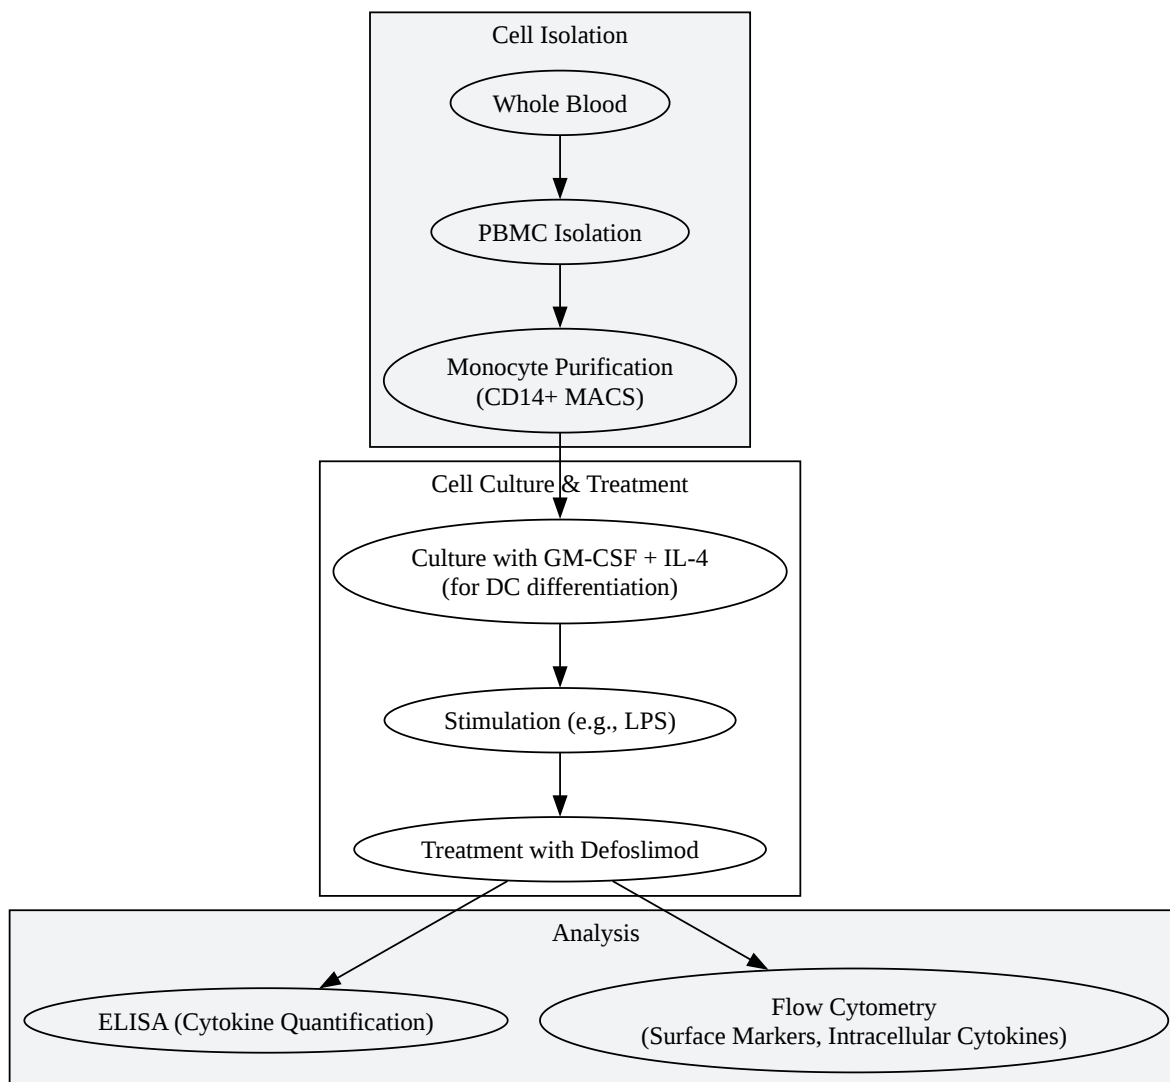 Cell Isolation
Whole Blood
PBMC Isolation
Monocyte Purification
(CD14+ MACS)
Cell Culture & Treatment
Culture with GM-CSF + IL-4
(for DC differentiation)
Stimulation (e.g., LPS)
Treatment with Defoslimod
Analysis
ELISA (Cytokine Quantification)
Flow Cytometry
(Surface Markers, Intracellular Cytokines)